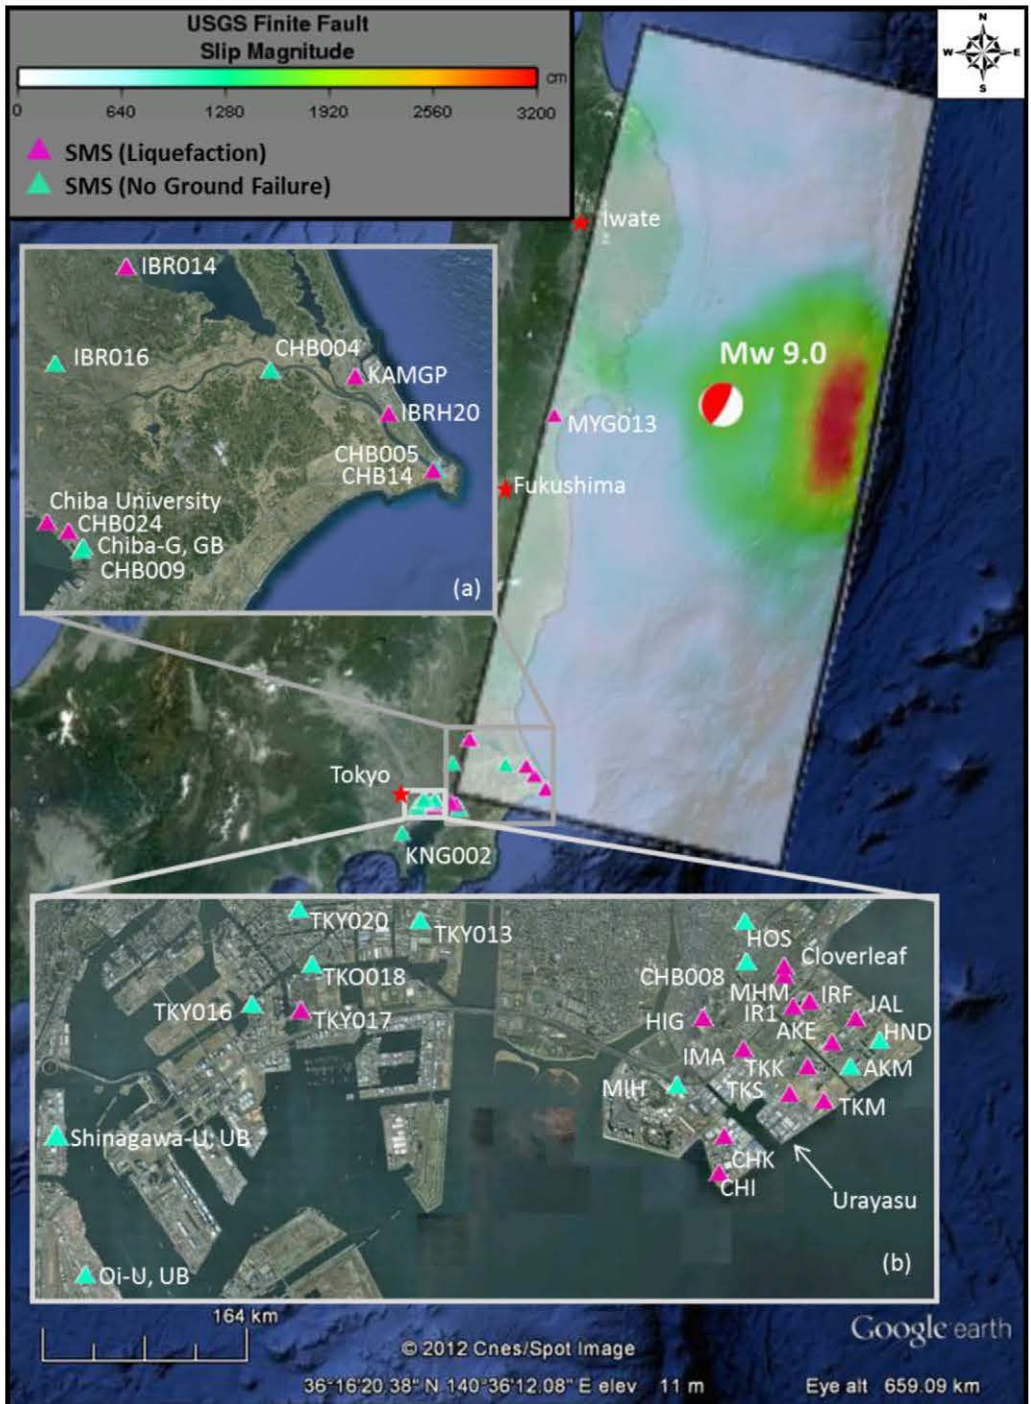 USGS Finite Fault
Slip Magnitude
cm
0 640 1280 1920 2560 3200
SMS (Liquefaction)
SMS (No Ground Failure)
N
W E
S
Iwate
IBR014
IBR016
CHB004
KAMGP
IBRH20
CHB005
CHB14
Chiba University
CHB024
Chiba-G, GB
CHB009
(a)
Mw 9.0
MYG013
Fukushima
Tokyo
KNG002
TKY020
TKY013
TKO018
TKY016
TKY017
Shinagawa-U, UB
Oi-U, UB
HOS
Cloverleaf
CHB008
MHM
IRF
IR1
JAL
HIG
AKE
HND
IMA
TKK
AKM
MIH
TKS
TKM
CHK
CHI
Urayasu
(b)
164 km
Google earth
© 2012 Cnes/Spot Image
36°16'20.38" N 140°36'12.08" E elev 11 m Eye alt 659.09 km